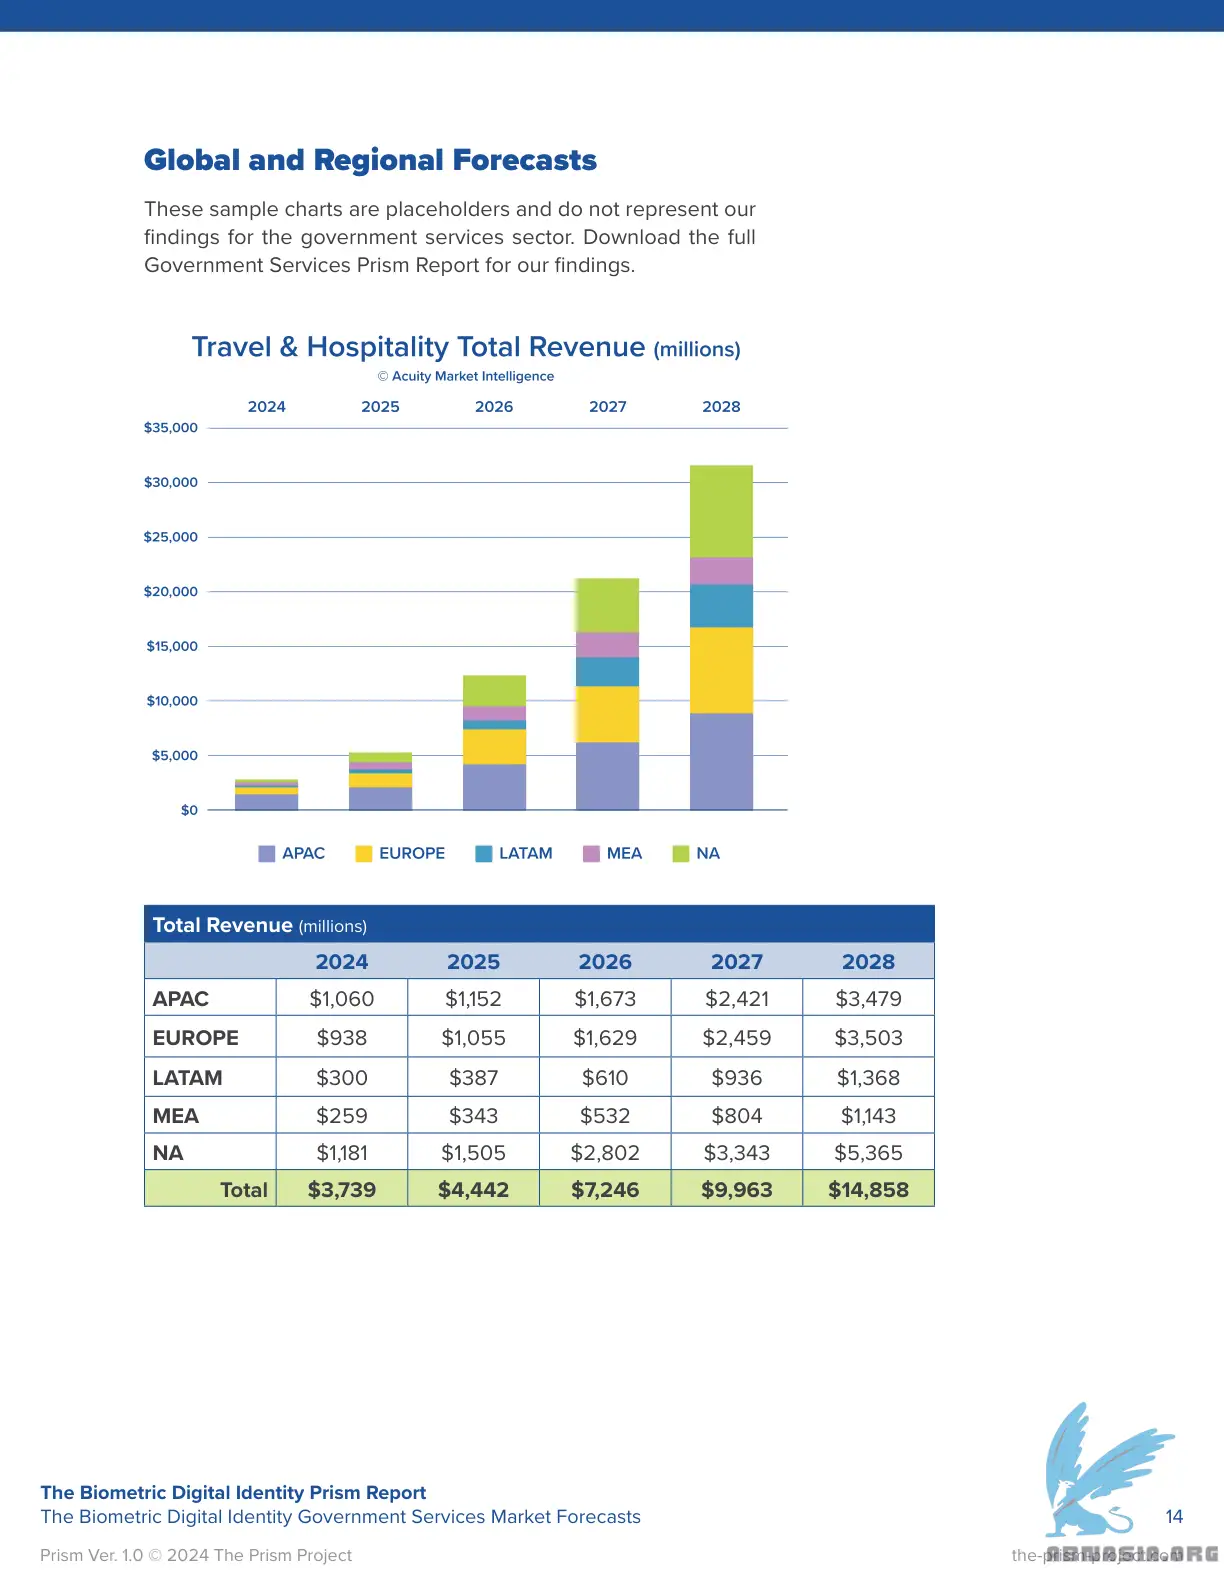 Global and Regional Forecasts
These sample charts are placeholders and do not represent our
findings for the government services sector. Download the full
Government Services Prism Report for our findings.
Travel & Hospitality Total Revenue (millions)
© Acuity Market Intelligence
2024 2025 2026 2027 2028
$35,000
$30,000
$25,000
$20,000
$15,000
$10,000
$5,000
$0
APAC EUROPE LATAM MEA NA
Total Revenue (millions)
2024 2025 2026 2027 2028
APAC $1,060 $1,152 $1,673 $2,421 $3,479
EUROPE $938 $1,055 $1,629 $2,459 $3,503
LATAM $300 $387 $610 $936 $1,368
MEA $259 $343 $532 $804 $1,143
NA $1,181 $1,505 $2,802 $3,343 $5,365
Total $3,739 $4,442 $7,246 $9,963 $14,858
The Biometric Digital Identity Prism Report
The Biometric Digital Identity Government Services Market Forecasts
14
Prism Ver. 1.0 © 2024 The Prism Project
the-prism-project.com